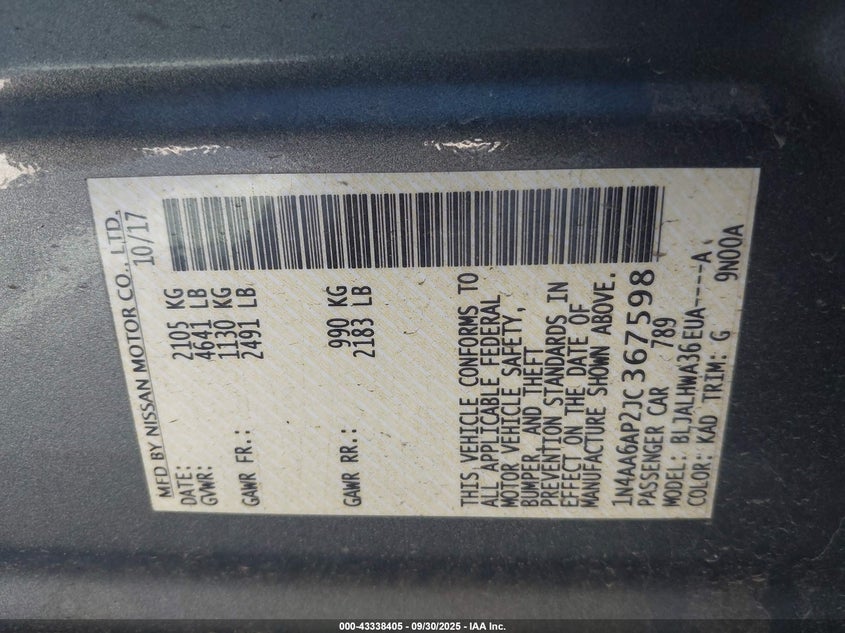 MFD BY NISSAN MOTOR CO., LTD.
DATE: 10/17
GVWR: 2105 KG
4641 LB
GAWR FR.: 1130 KG
2491 LB
GAWR RR.: 990 KG
2183 LB
THIS VEHICLE CONFORMS TO
ALL APPLICABLE FEDERAL
MOTOR VEHICLE SAFETY,
BUMPER, AND THEFT
PREVENTION STANDARDS IN
EFFECT ON THE DATE OF
MANUFACTURE SHOWN ABOVE.
1N4AA6AP2JC367598
PASSENGER CAR 789
MODEL: BLJALHWA36EUA----A
COLOR: KAD TRIM: G 9N00A
000-43338405 - 09/30/2025 - IAA Inc.